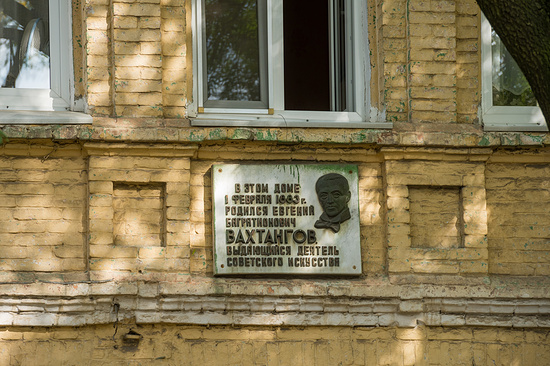 В ЭТОМ ДОМЕ
1 ФЕВРАЛЯ 1883 г.
РОДИЛСЯ ЕВГЕНИЙ
БАГРАТИОНОВИЧ
ВАХТАНГОВ,
ВЫДАЮЩИЙСЯ ДЕЯТЕЛЬ
СОВЕТСКОГО ИСКУССТВА